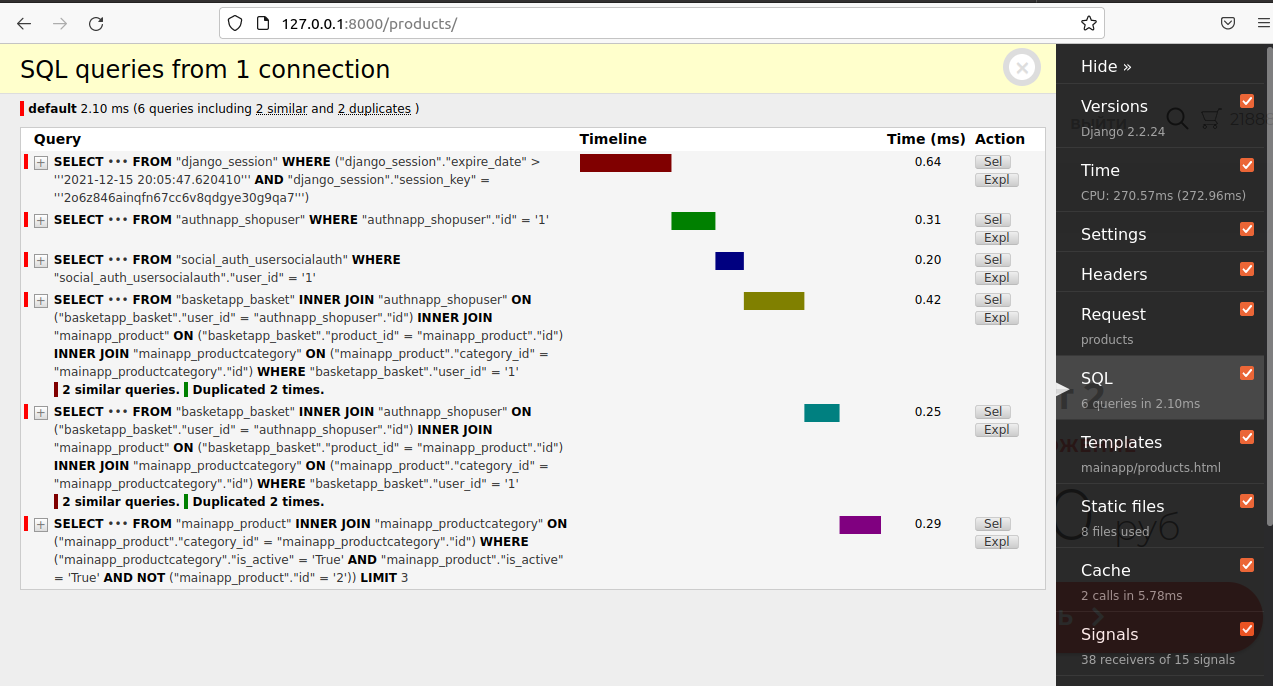 127.0.0.1:8000/products/
SQL queries from 1 connection
default 2.10 ms (6 queries including 2 similar and 2 duplicates )
Query Timeline Time (ms) Action
SELECT ••• FROM "django_session" WHERE ("django_session"."expire_date" > 0.64 Sel
'''2021-12-15 20:05:47.620410''' AND "django_session"."session_key" = Expl
'''2o6z846ainqfn67cc6v8qdgye30g9qa7''')
SELECT ••• FROM "authnapp_shopuser" WHERE "authnapp_shopuser"."id" = '1' 0.31 Sel
Expl
SELECT ••• FROM "social_auth_usersocialauth" WHERE 0.20 Sel
"social_auth_usersocialauth"."user_id" = '1' Expl
SELECT ••• FROM "basketapp_basket" INNER JOIN "authnapp_shopuser" ON 0.42 Sel
("basketapp_basket"."user_id" = "authnapp_shopuser"."id") INNER JOIN Expl
"mainapp_product" ON ("basketapp_basket"."product_id" = "mainapp_product"."id")
INNER JOIN "mainapp_productcategory" ON ("mainapp_product"."category_id" =
"mainapp_productcategory"."id") WHERE "basketapp_basket"."user_id" = '1'
2 similar queries. Duplicated 2 times.
SELECT ••• FROM "basketapp_basket" INNER JOIN "authnapp_shopuser" ON 0.25 Sel
("basketapp_basket"."user_id" = "authnapp_shopuser"."id") INNER JOIN Expl
"mainapp_product" ON ("basketapp_basket"."product_id" = "mainapp_product"."id")
INNER JOIN "mainapp_productcategory" ON ("mainapp_product"."category_id" =
"mainapp_productcategory"."id") WHERE "basketapp_basket"."user_id" = '1'
2 similar queries. Duplicated 2 times.
SELECT ••• FROM "mainapp_product" INNER JOIN "mainapp_productcategory" ON 0.29 Sel
("mainapp_product"."category_id" = "mainapp_productcategory"."id") WHERE Expl
("mainapp_productcategory"."is_active" = 'True' AND "mainapp_product"."is_active"
= 'True' AND NOT ("mainapp_product"."id" = '2')) LIMIT 3
Hide »
Versions
Django 2.2.24
Time
CPU: 270.57ms (272.96ms)
Settings
Headers
Request
products
SQL
6 queries in 2.10ms
Templates
mainapp/products.html
Static files
8 files used
руб
Cache
2 calls in 5.78ms
Signals
38 receivers of 15 signals